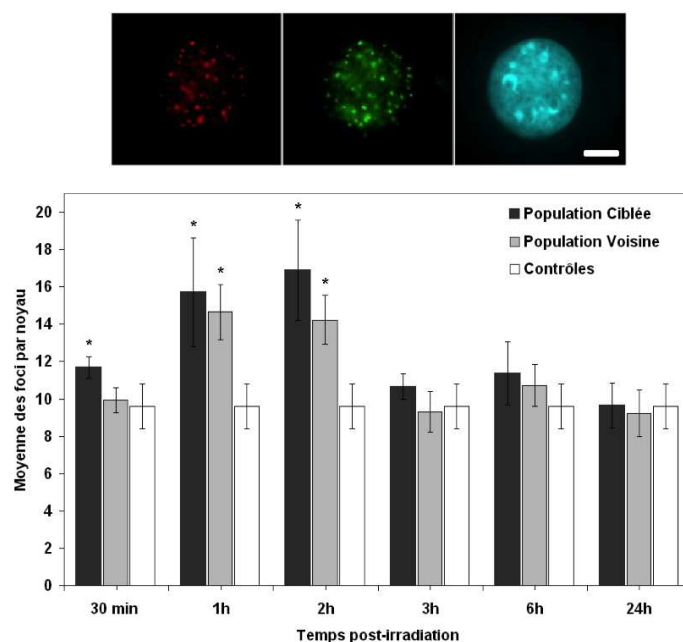 Moyenne des foci par noyau
20
18
16
14
12
10
8
6
4
2
0
* * * * *
Population Ciblée
Population Voisine
Contrôles
30 min 1h 2h 3h 6h 24h
Temps post-irradiation